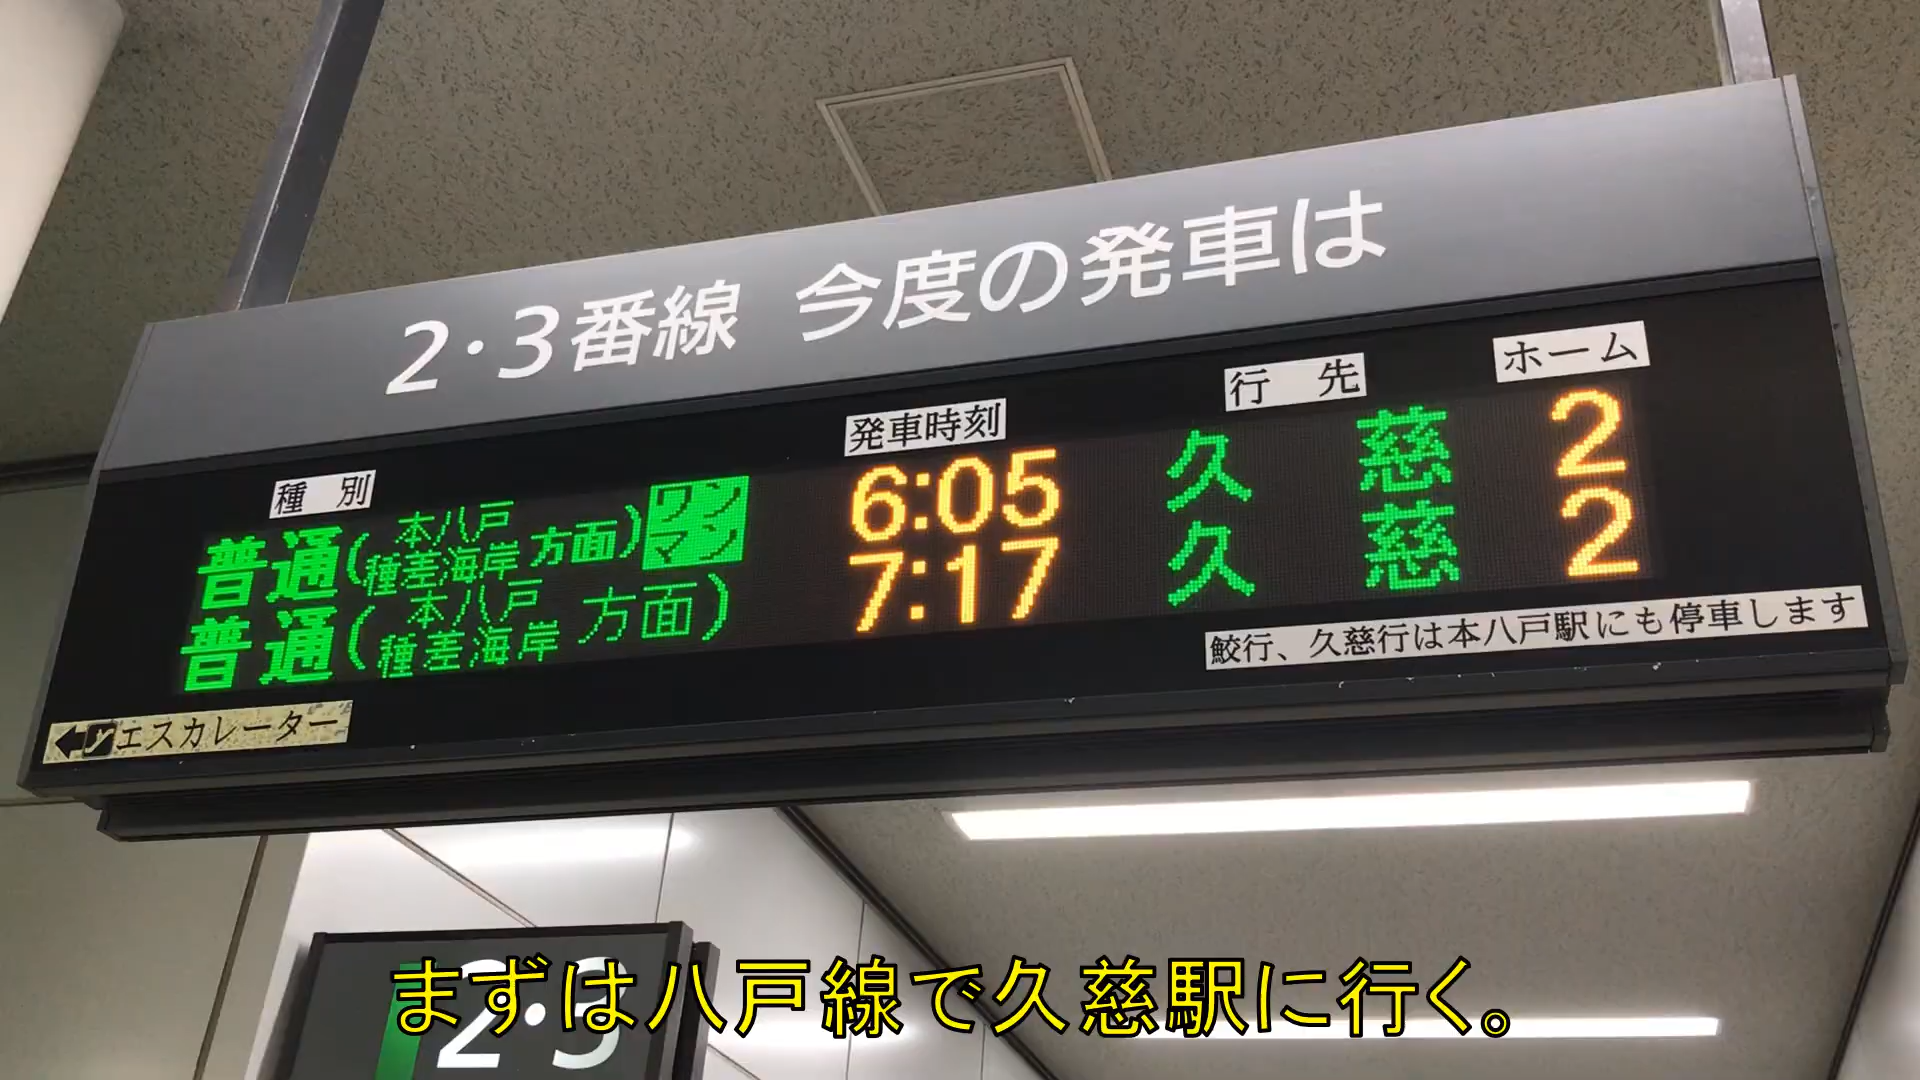 2・3番線 今度の発車は
種 別 発車時刻 行 先 ホーム
普通(本八戸 種差海岸 方面) ワンマン 6:05 久 慈 2
普通(本八戸 種差海岸 方面) 7:17 久 慈 2
鮫行、久慈行は本八戸駅にも停車します
←エスカレーター
2・3
まずは八戸線で久慈駅に行く。